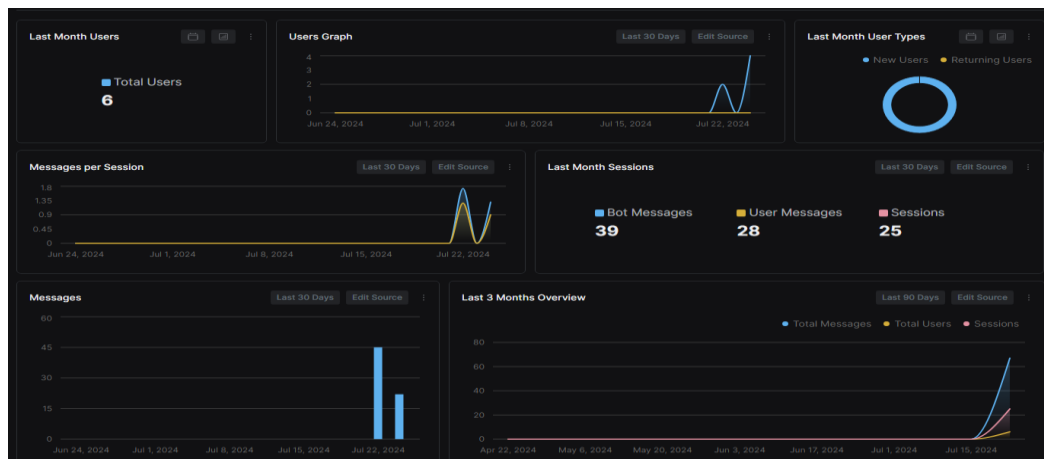 Last Month Users
Total Users
6
Users Graph
Last 30 Days
Edit Source
4
3
2
1
0
Jun 24, 2024
Jul 1, 2024
Jul 8, 2024
Jul 15, 2024
Jul 22, 2024
Last Month User Types
New Users
Returning Users
Messages per Session
Last 30 Days
Edit Source
1.8
1.35
0.9
0.45
0
Jun 24, 2024
Jul 1, 2024
Jul 8, 2024
Jul 15, 2024
Jul 22, 2024
Last Month Sessions
Last 30 Days
Edit Source
Bot Messages
39
User Messages
28
Sessions
25
Messages
Last 30 Days
Edit Source
60
45
30
15
0
Jun 24, 2024
Jul 1, 2024
Jul 8, 2024
Jul 15, 2024
Jul 22, 2024
Last 3 Months Overview
Last 90 Days
Edit Source
Total Messages
Total Users
Sessions
80
60
40
20
0
Apr 22, 2024
May 6, 2024
May 20, 2024
Jun 3, 2024
Jun 17, 2024
Jul 1, 2024
Jul 15, 2024